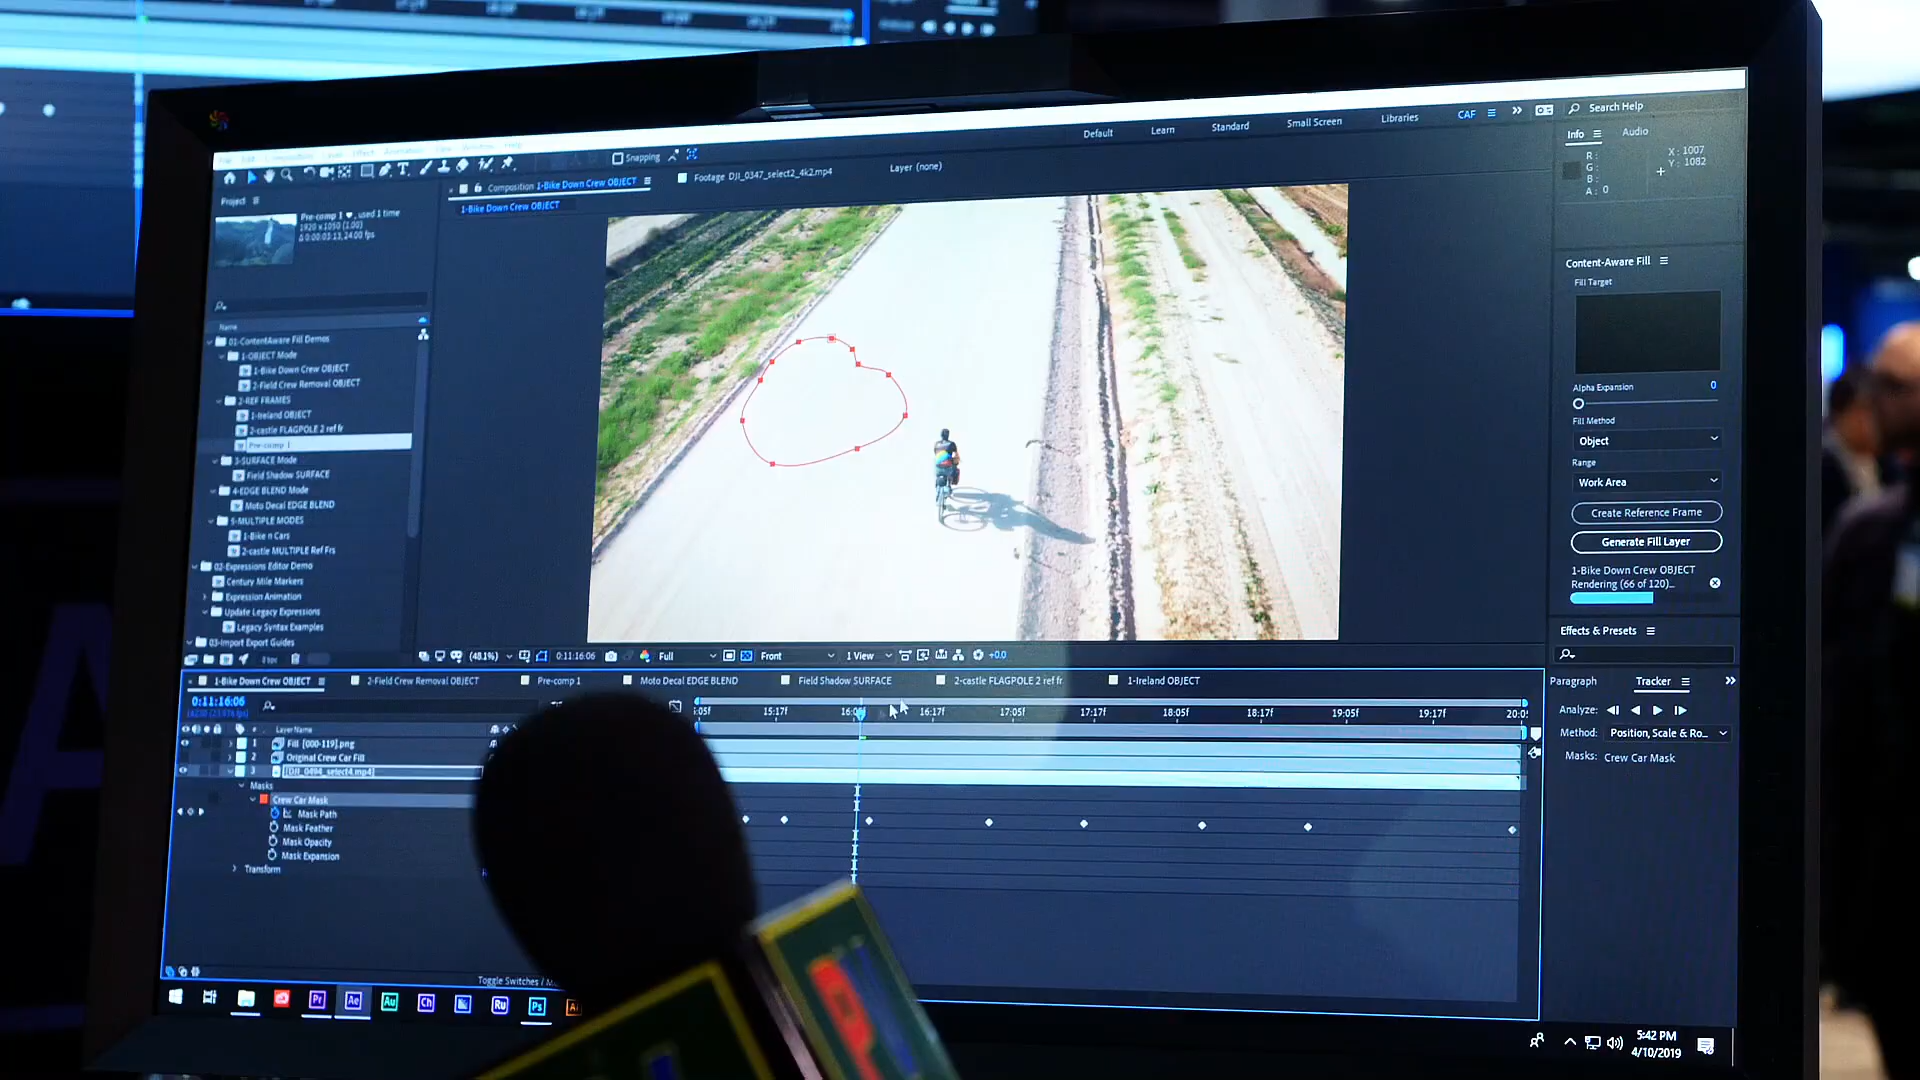 Default
Learn
Standard
Small Screen
Libraries
CAF
Search Help
Snapping
Project
Composition 1-Bike Down Crew OBJECT
Footage DJI_0347_select2_4k2.mp4
Layer (none)
1-Bike Down Crew OBJECT
Pre-comp 1
, used 1 time
1920 x 1050 (1.00)
Δ 0:00:03:13, 24.00 fps
Name
01-ContentAware Fill Demos
1-OBJECT Mode
1-Bike Down Crew OBJECT
2-Field Crew Removal OBJECT
2-REF FRAMES
1-Ireland OBJECT
2-castle FLAGPOLE 2 ref fr
Pre-comp 1
3-SURFACE Mode
Field Shadow SURFACE
4-EDGE BLEND Mode
Moto Decal EDGE BLEND
5-MULTIPLE MODES
1-Bike n Cars
2-castle MULTIPLE Ref Frs
02-Expressions Editor Demo
Century Mile Markers
Expression Animation
Update Legacy Expressions
Legacy Syntax Examples
03-Import Export Guides
8 bpc
(48.1%)
0:11:16:06
Full
Front
1 View
+0.0
Info
Audio
R :
G :
B :
A : 0
X : 1007
Y : 1082
Content-Aware Fill
Fill Target
Alpha Expansion
0
Fill Method
Object
Range
Work Area
Create Reference Frame
Generate Fill Layer
1-Bike Down Crew OBJECT
Rendering (66 of 120)...
Effects & Presets
Paragraph
Tracker
Analyze:
Method:
Position, Scale & Ro...
Masks:
Crew Car Mask
1-Bike Down Crew OBJECT
2-Field Crew Removal OBJECT
Pre-comp 1
Moto Decal EDGE BLEND
Field Shadow SURFACE
2-castle FLAGPOLE 2 ref fr
1-Ireland OBJECT
0:11:16:06
:05f
15:17f
16:0
16:17f
17:05f
17:17f
18:05f
18:17f
19:05f
19:17f
20:0
#
Layer Name
1
Fill [000-119].png
2
Original Crew Car Fill
3
[DJI_0494_select4.mp4]
Masks
Crew Car Mask
Mask Path
Mask Feather
Mask Opacity
Mask Expansion
Transform
Toggle Switches / M
Pr
Ae
Au
Ch
Ru
Ps
Ai
5:42 PM
4/10/2019